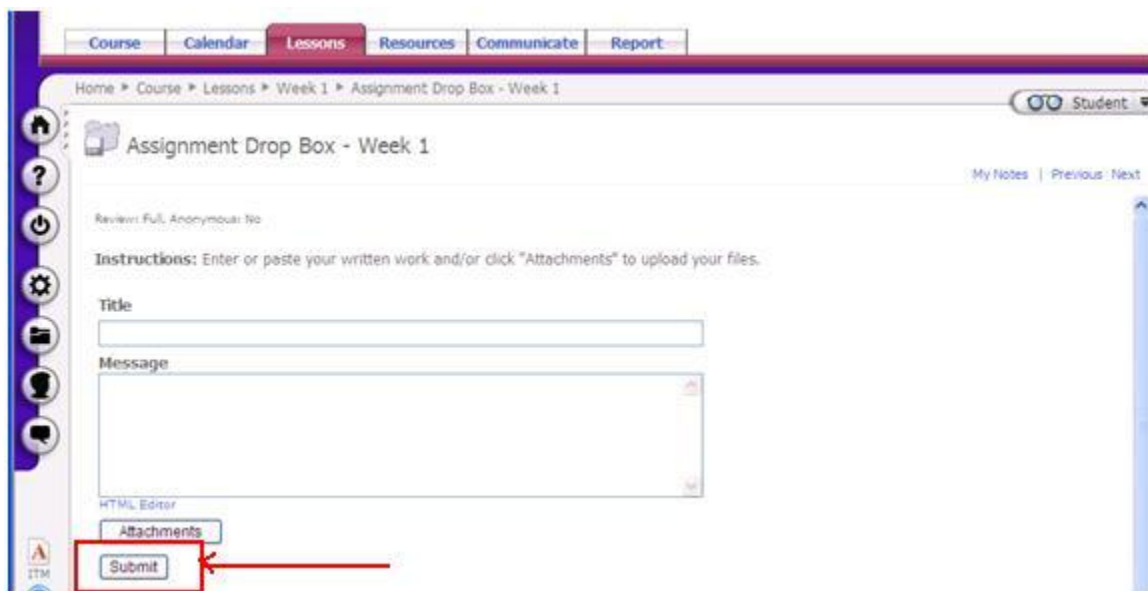 Course Calendar Lessons Resources Communicate Report
Home ▸ Course ▸ Lessons ▸ Week 1 ▸ Assignment Drop Box - Week 1
Student
Assignment Drop Box - Week 1
?
My Notes | Previous Next
Review: Full. Anonymous: No
Instructions: Enter or paste your written work and/or click "Attachments" to upload your files.
Title
Message
HTML Editor
Attachments
Submit
A
ITM